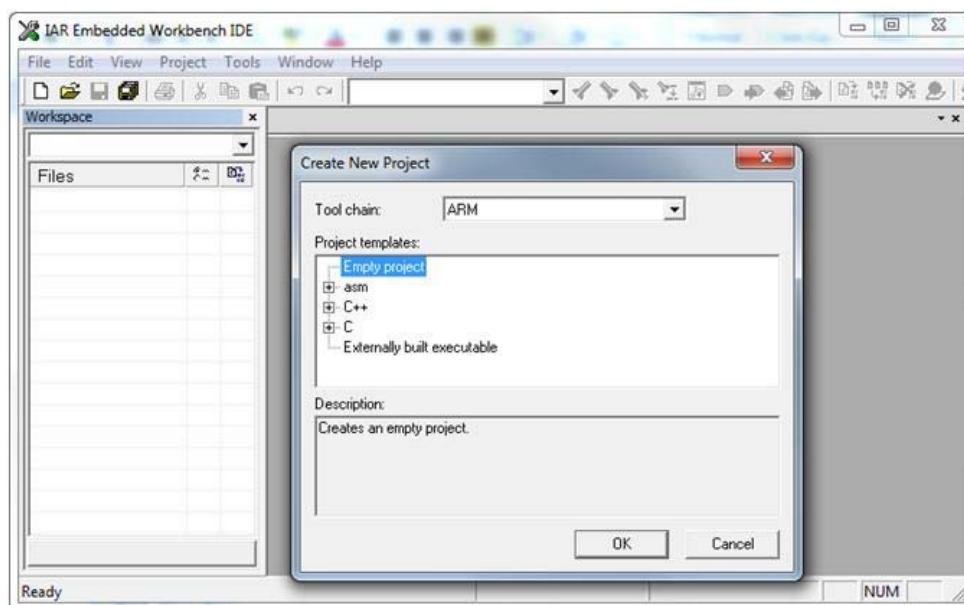 IAR Embedded Workbench IDE
File Edit View Project Tools Window Help
Workspace
Files
Create New Project
Tool chain: ARM
Project templates:
Empty project
asm
C++
C
Externally built executable
Description:
Creates an empty project.
OK Cancel
Ready NUM